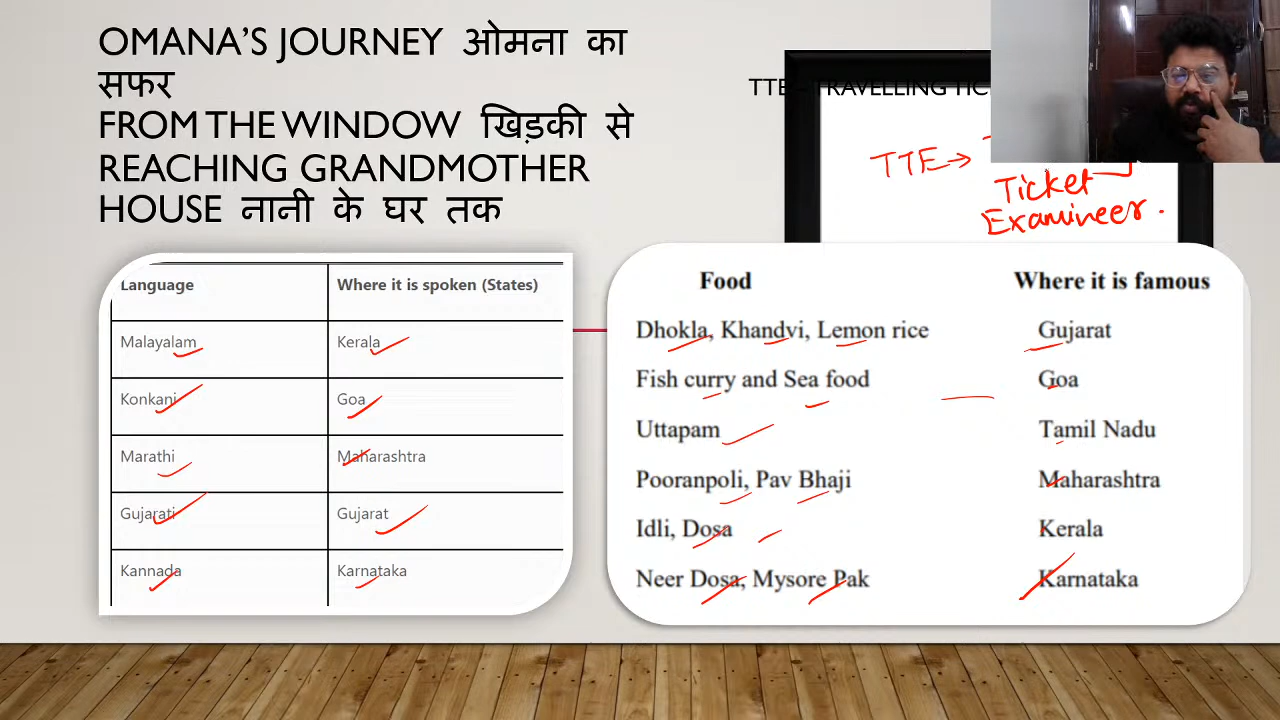 OMANA'S JOURNEY ओमना का
सफर
FROM THE WINDOW खिड़की से
REACHING GRANDMOTHER
HOUSE नानी के घर तक
TTE – TRAVELLING TIC
TTE →
Ticket
Examineer.
Language Where it is spoken (States)
Malayalam Kerala
Konkani Goa
Marathi Maharashtra
Gujarati Gujarat
Kannada Karnataka
Food Where it is famous
Dhokla, Khandvi, Lemon rice Gujarat
Fish curry and Sea food Goa
Uttapam Tamil Nadu
Pooranpoli, Pav Bhaji Maharashtra
Idli, Dosa Kerala
Neer Dosa, Mysore Pak Karnataka